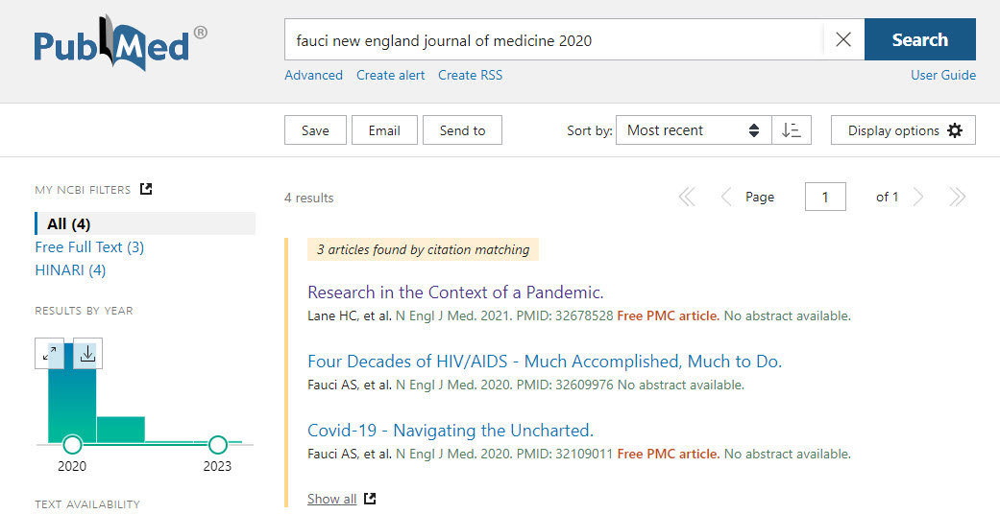 PubMed®
fauci new england journal of medicine 2020
Search
Advanced Create alert Create RSS
User Guide
Save Email Send to
Sort by: Most recent
Display options
MY NCBI FILTERS
4 results
Page 1 of 1
All (4)
Free Full Text (3)
HINARI (4)
RESULTS BY YEAR
2020 2023
TEXT AVAILABILITY
3 articles found by citation matching
Research in the Context of a Pandemic.
Lane HC, et al. N Engl J Med. 2021. PMID: 32678528 Free PMC article. No abstract available.
Four Decades of HIV/AIDS - Much Accomplished, Much to Do.
Fauci AS, et al. N Engl J Med. 2020. PMID: 32609976 No abstract available.
Covid-19 - Navigating the Uncharted.
Fauci AS, et al. N Engl J Med. 2020. PMID: 32109011 Free PMC article. No abstract available.
Show all